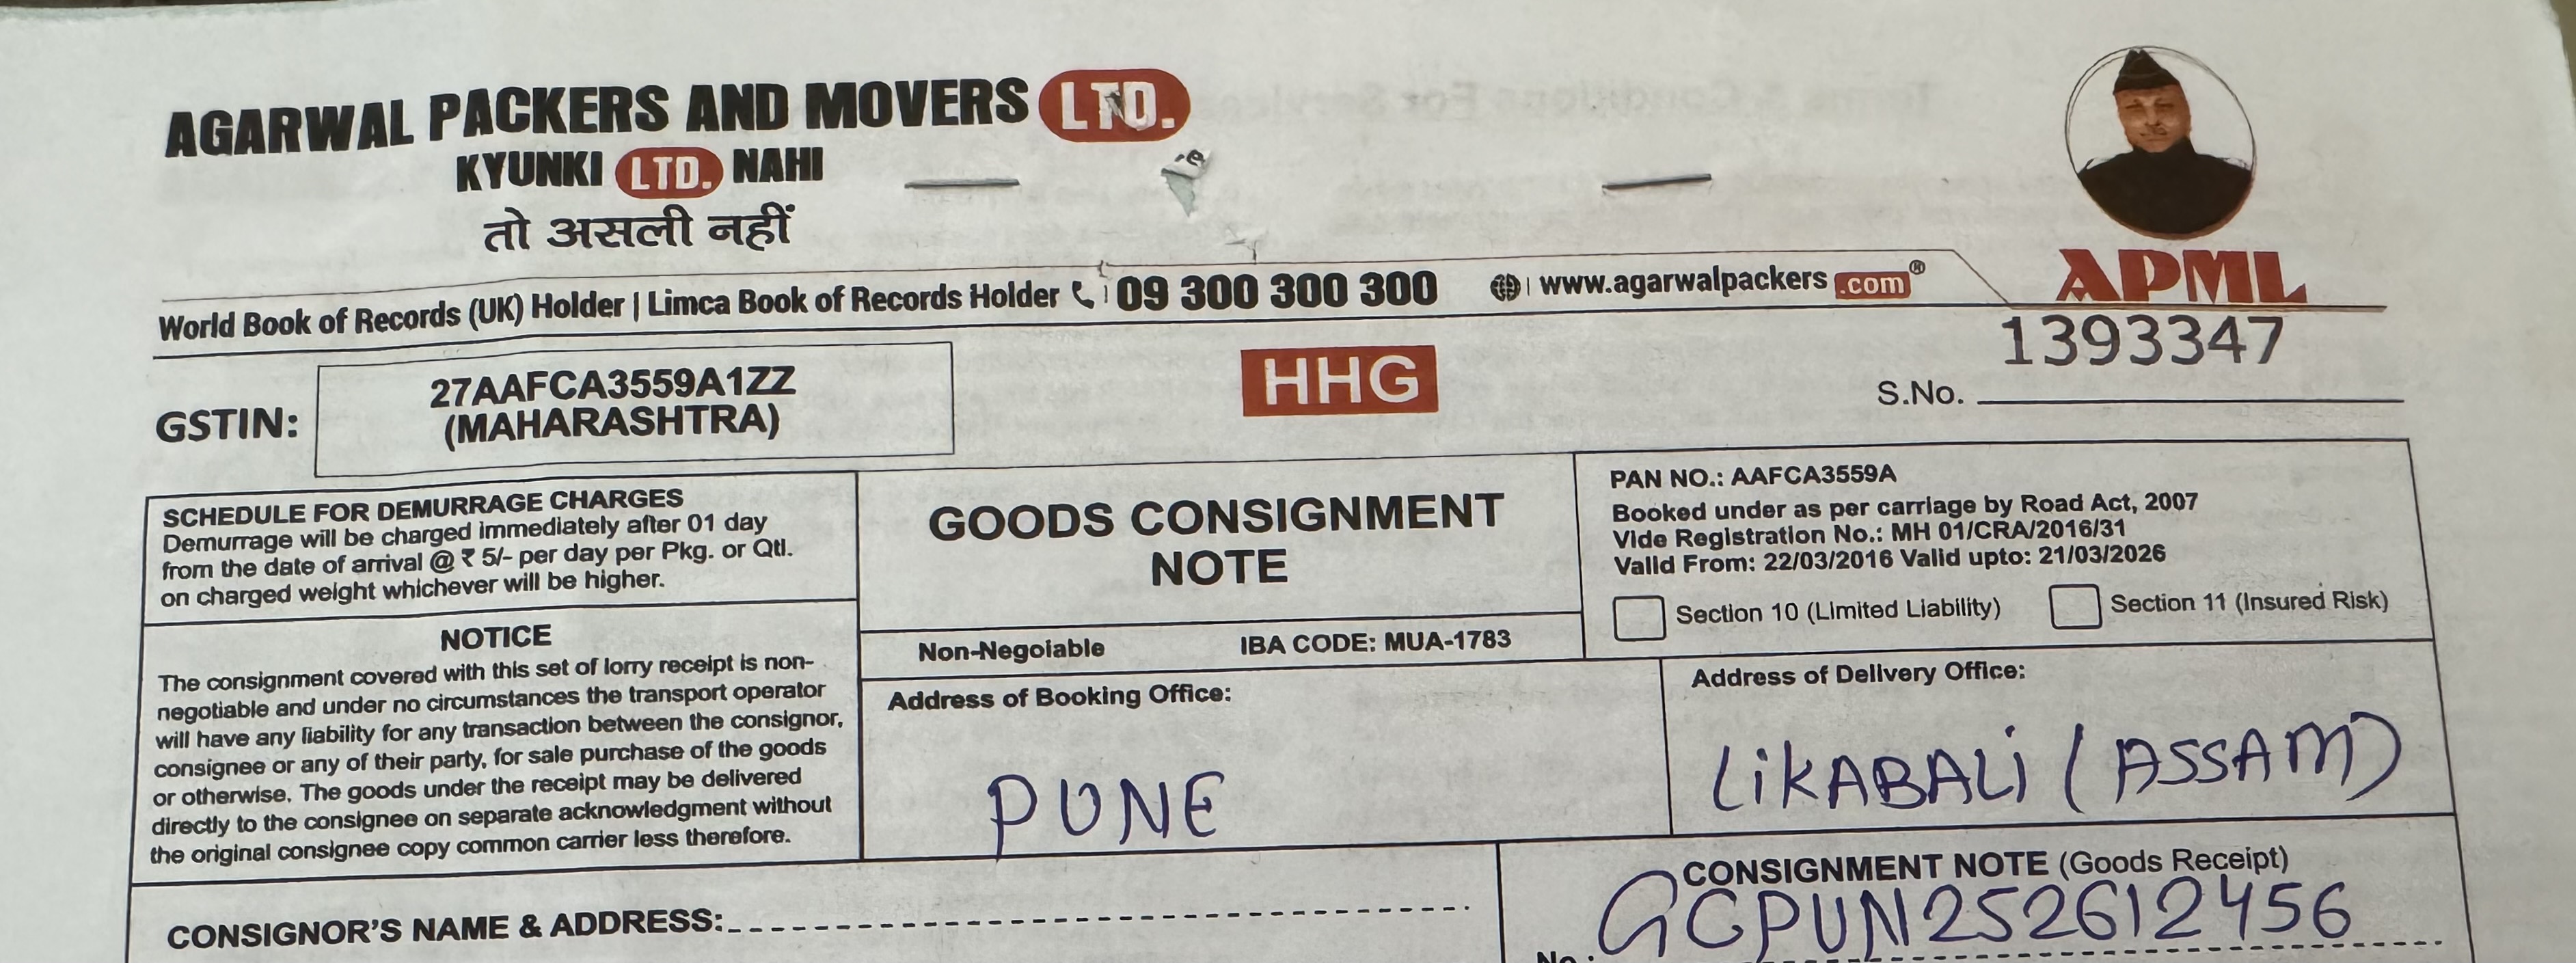 AGARWAL PACKERS AND MOVERS LTD.
KYUNKI LTD. NAHI
तो असली नहीं
World Book of Records (UK) Holder | Limca Book of Records Holder 09 300 300 300 www.agarwalpackers.com®
APML
GSTIN: 27AAFCA3559A1ZZ
(MAHARASHTRA)
HHG
1393347
S.No.
SCHEDULE FOR DEMURRAGE CHARGES
Demurrage will be charged immediately after 01 day
from the date of arrival @ ₹ 5/- per day per Pkg. or Qtl.
on charged weight whichever will be higher.
NOTICE
The consignment covered with this set of lorry receipt is non-
negotiable and under no circumstances the transport operator
will have any liability for any transaction between the consignor,
consignee or any of their party, for sale purchase of the goods
or otherwise. The goods under the receipt may be delivered
directly to the consignee on separate acknowledgment without
the original consignee copy common carrier less therefore.
GOODS CONSIGNMENT
NOTE
Non-Negoiable IBA CODE: MUA-1783
PAN NO.: AAFCA3559A
Booked under as per carriage by Road Act, 2007
Vide Registration No.: MH 01/CRA/2016/31
Valid From: 22/03/2016 Valid upto: 21/03/2026
Section 10 (Limited Liability) Section 11 (Insured Risk)
Address of Booking Office:
PUNE
Address of Delivery Office:
LiKABALi (ASSAM)
CONSIGNOR'S NAME & ADDRESS:
CONSIGNMENT NOTE (Goods Receipt)
No.: GCPUN252612456